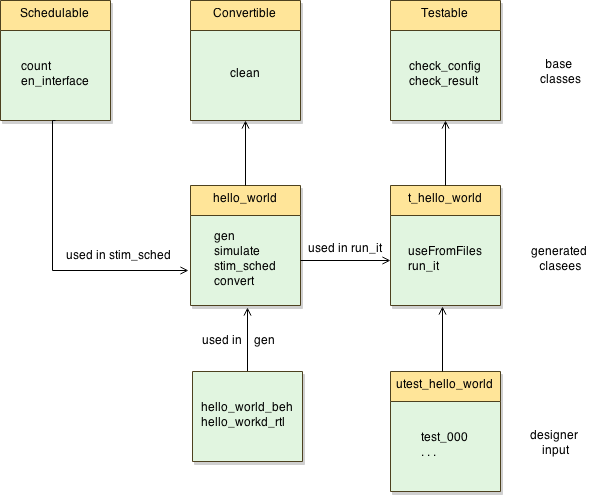 Schedulable
count
en_interface
Convertible
clean
Testable
check_config
check_result
base
classes
used in stim_sched
hello_world
gen
simulate
stim_sched
convert
used in run_it
t_hello_world
useFromFiles
run_it
generated
clasees
used in gen
hello_world_beh
hello_workd_rtl
utest_hello_world
test_000
. . .
designer
input